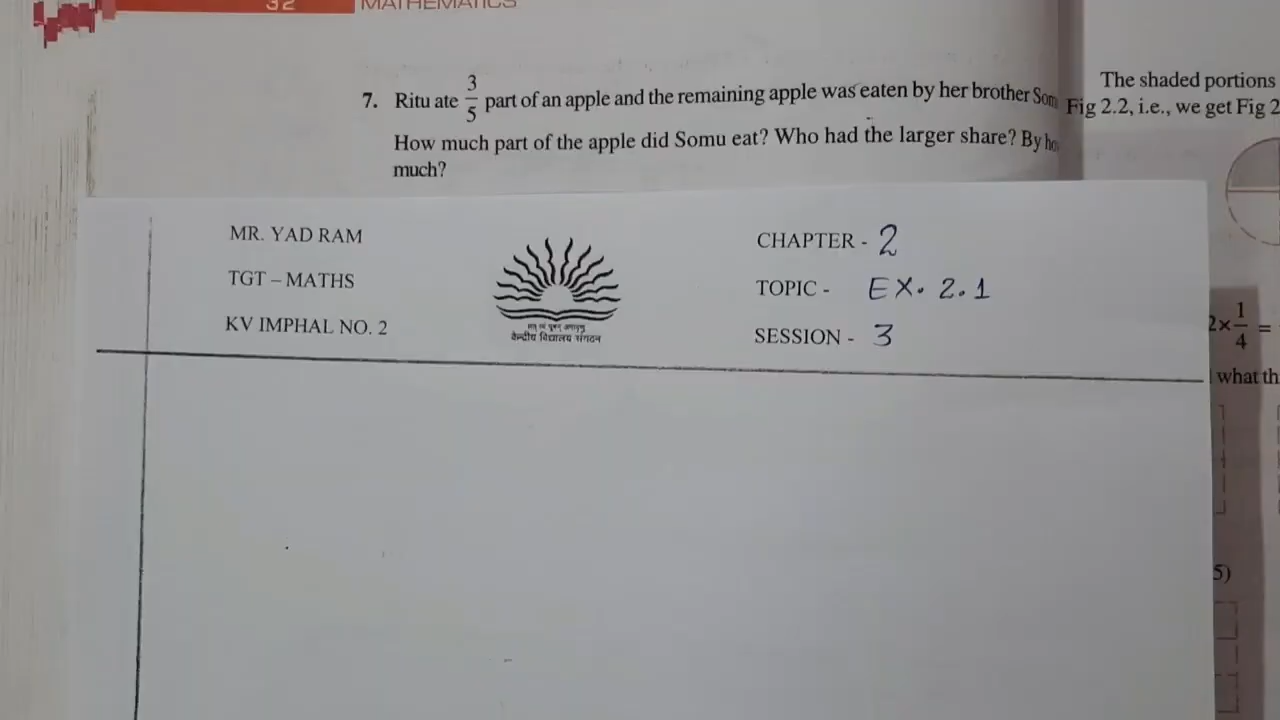 32 MATHEMATICS
7. Ritu ate 3/5 part of an apple and the remaining apple was eaten by her brother Som
How much part of the apple did Somu eat? Who had the larger share? By ho
much?
The shaded portions
Fig 2.2, i.e., we get Fig 2
MR. YAD RAM
TGT – MATHS
KV IMPHAL NO. 2
केन्द्रीय विद्यालय संगठन
CHAPTER - 2
TOPIC - EX. 2.1
SESSION - 3
2× 1/4 =
what th
5)